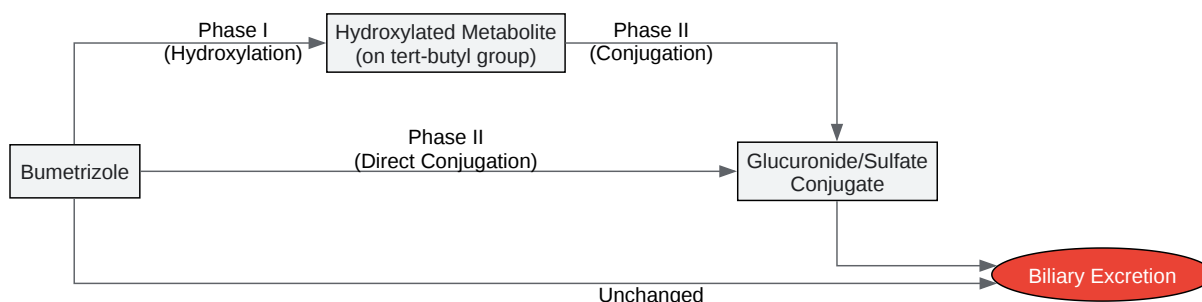 Phase I
(Hydroxylation)
Hydroxylated Metabolite
(on tert-butyl group)
Phase II
(Conjugation)
Bumetrizole
Phase II
(Direct Conjugation)
Glucuronide/Sulfate
Conjugate
Unchanged
Biliary Excretion